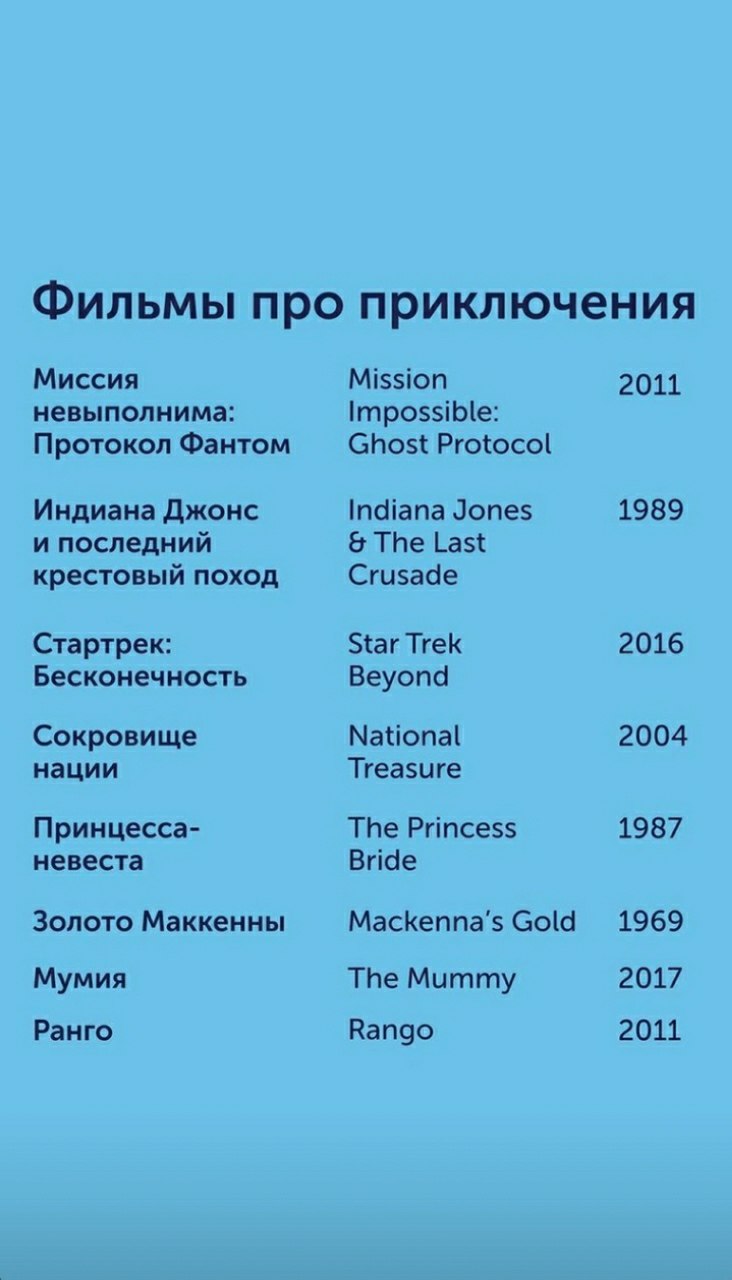 Фильмы про приключения
Миссия Mission 2011
невыполнима: Impossible:
Протокол Фантом Ghost Protocol
Индиана Джонс Indiana Jones 1989
и последний & The Last
крестовый поход Crusade
Стартрек: Star Trek 2016
Бесконечность Beyond
Сокровище National 2004
нации Treasure
Принцесса- The Princess 1987
невеста Bride
Золото Маккенны Mackenna’s Gold 1969
Мумия The Mummy 2017
Ранго Rango 2011